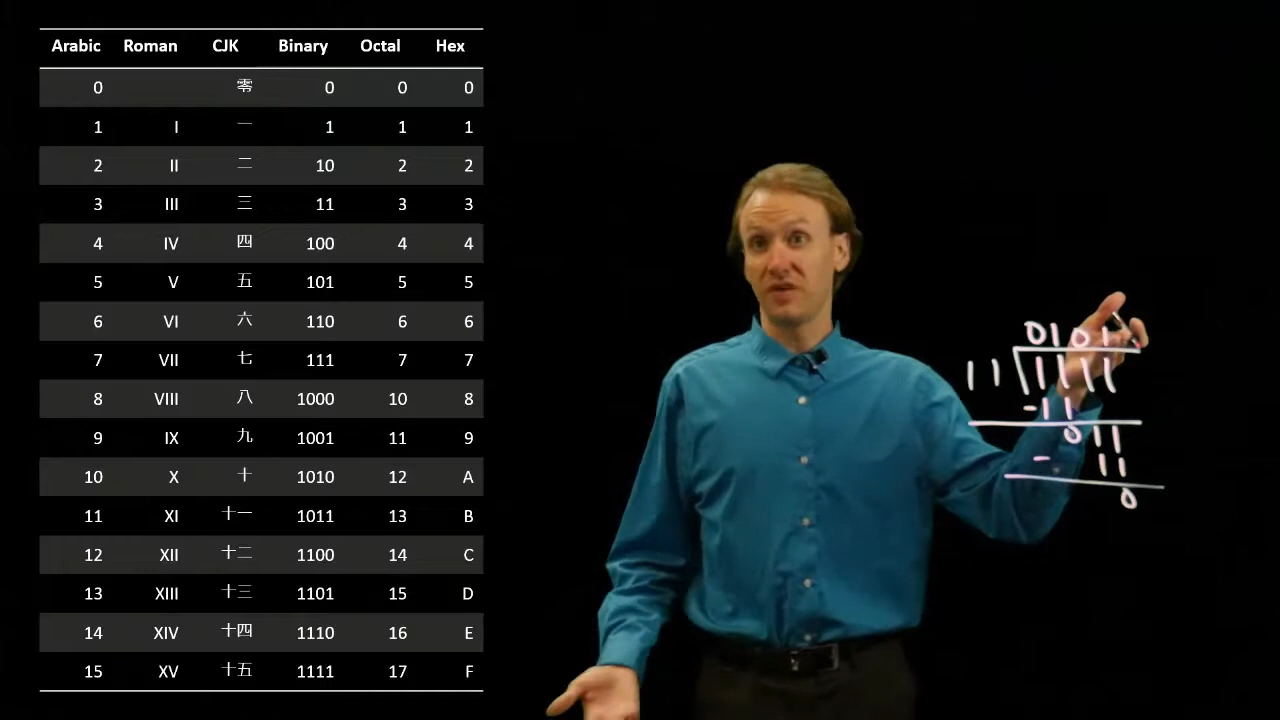 Arabic Roman CJK Binary Octal Hex
0 零 0 0 0
1 I 一 1 1 1
2 II 二 10 2 2
3 III 三 11 3 3
4 IV 四 100 4 4
5 V 五 101 5 5
6 VI 六 110 6 6
7 VII 七 111 7 7
8 VIII 八 1000 10 8
9 IX 九 1001 11 9
10 X 十 1010 12 A
11 XI 十一 1011 13 B
12 XII 十二 1100 14 C
13 XIII 十三 1101 15 D
14 XIV 十四 1110 16 E
15 XV 十五 1111 17 F
0101
11 1111
-11
011
- 11
0